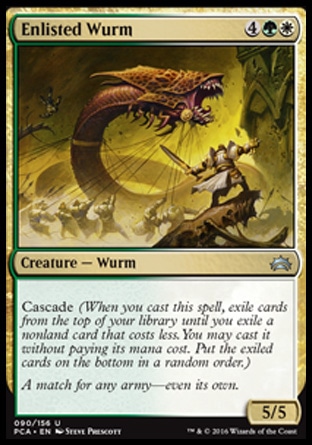 Enlisted Wurm 4
Creature — Wurm
Cascade (When you cast this spell, exile cards
from the top of your library until you exile a
nonland card that costs less. You may cast it
without paying its mana cost. Put the exiled
cards on the bottom in a random order.)
A match for any army—even its own.
5/5
090/156 U
PCA • EN Steve Prescott ™ & © 2016 Wizards of the Coast